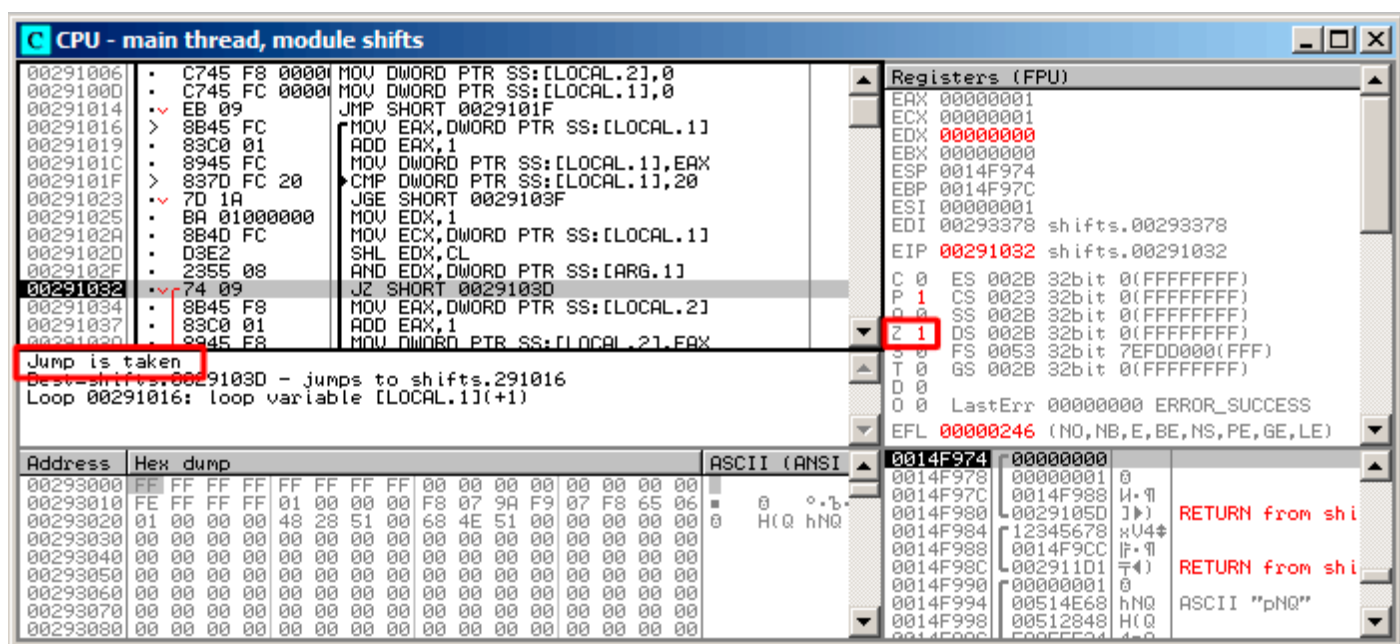 CPU - main thread, module shifts
00291006 · C745 F8 0000 MOV DWORD PTR SS:[LOCAL.2],0
0029100D · C745 FC 0000 MOV DWORD PTR SS:[LOCAL.1],0
00291014 · EB 09 JMP SHORT 0029101F
00291016 > 8B45 FC MOV EAX,DWORD PTR SS:[LOCAL.1]
00291019 · 83C0 01 ADD EAX,1
0029101C · 8945 FC MOV DWORD PTR SS:[LOCAL.1],EAX
0029101F > 837D FC 20 CMP DWORD PTR SS:[LOCAL.1],20
00291023 · 7D 1A JGE SHORT 0029103F
00291025 · BA 01000000 MOV EDX,1
0029102A · 8B4D FC MOV ECX,DWORD PTR SS:[LOCAL.1]
0029102D · D3E2 SHL EDX,CL
0029102F · 2355 08 AND EDX,DWORD PTR SS:[ARG.1]
00291032 · 74 09 JZ SHORT 0029103D
00291034 · 8B45 F8 MOV EAX,DWORD PTR SS:[LOCAL.2]
00291037 · 83C0 01 ADD EAX,1
8945 F8 MOV DWORD PTR SS:[LOCAL.2],EAX
Jump is taken
Dest=shifts.0029103D - jumps to shifts.291016
Loop 00291016: loop variable [LOCAL.1](+1)
Registers (FPU)
EAX 00000001
ECX 00000001
EDX 00000000
EBX 00000000
ESP 0014F974
EBP 0014F97C
ESI 00000001
EDI 00293378 shifts.00293378
EIP 00291032 shifts.00291032
C 0 ES 002B 32bit 0(FFFFFFFF)
P 1 CS 0023 32bit 0(FFFFFFFF)
A 0 SS 002B 32bit 0(FFFFFFFF)
Z 1 DS 002B 32bit 0(FFFFFFFF)
S 0 FS 0053 32bit 7EFDD000(FFF)
T 0 GS 002B 32bit 0(FFFFFFFF)
D 0
O 0 LastErr 00000000 ERROR_SUCCESS
EFL 00000246 (NO,NB,E,BE,NS,PE,GE,LE)
Address Hex dump ASCII (ANSI
00293000 FF FF FF FF FF FF FF FF 00 00 00 00 00 00 00 00
00293010 FE FF FF FF 01 00 00 00 F8 07 9A F9 07 F8 65 06
00293020 01 00 00 00 48 28 51 00 68 4E 51 00 00 00 00 00 H(Q hNQ
00293030 00 00 00 00 00 00 00 00 00 00 00 00 00 00 00 00
00293040 00 00 00 00 00 00 00 00 00 00 00 00 00 00 00 00
00293050 00 00 00 00 00 00 00 00 00 00 00 00 00 00 00 00
00293060 00 00 00 00 00 00 00 00 00 00 00 00 00 00 00 00
00293070 00 00 00 00 00 00 00 00 00 00 00 00 00 00 00 00
00293080 00 00 00 00 00 00 00 00 00 00 00 00 00 00 00 00
0014F974 00000000
0014F978 00000001
0014F97C 0014F988
0014F980 0029105D RETURN from shi
0014F984 12345678 xV4‡
0014F988 0014F9CC
0014F98C 002911D1 RETURN from shi
0014F990 00000001
0014F994 00514E68 hNQ ASCII "pNQ"
0014F998 00512848 H(Q